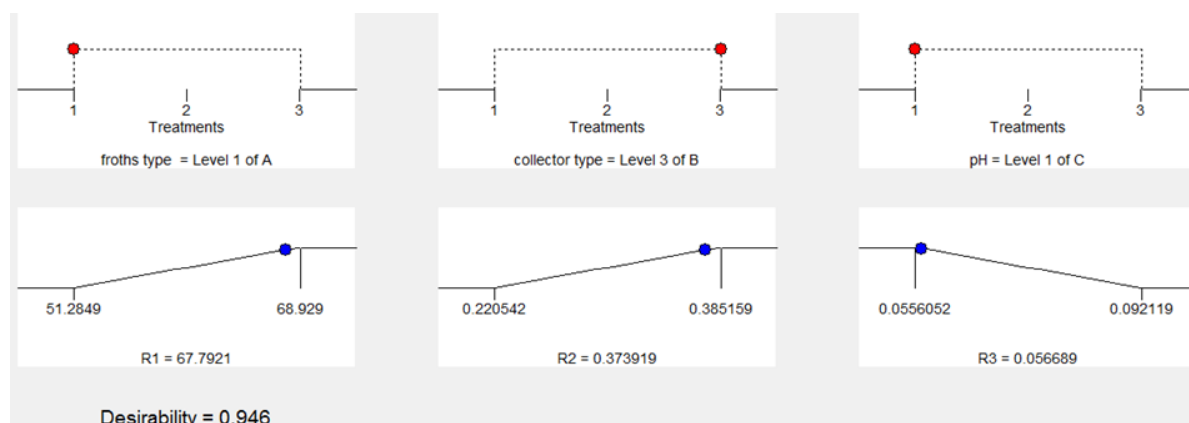 1 2 3
Treatments
froths type = Level 1 of A
1 2 3
Treatments
collector type = Level 3 of B
1 2 3
Treatments
pH = Level 1 of C
51.2849 68.929
R1 = 67.7921
0.220542 0.385159
R2 = 0.373919
0.0556052 0.092119
R3 = 0.056689
Desirability = 0.946